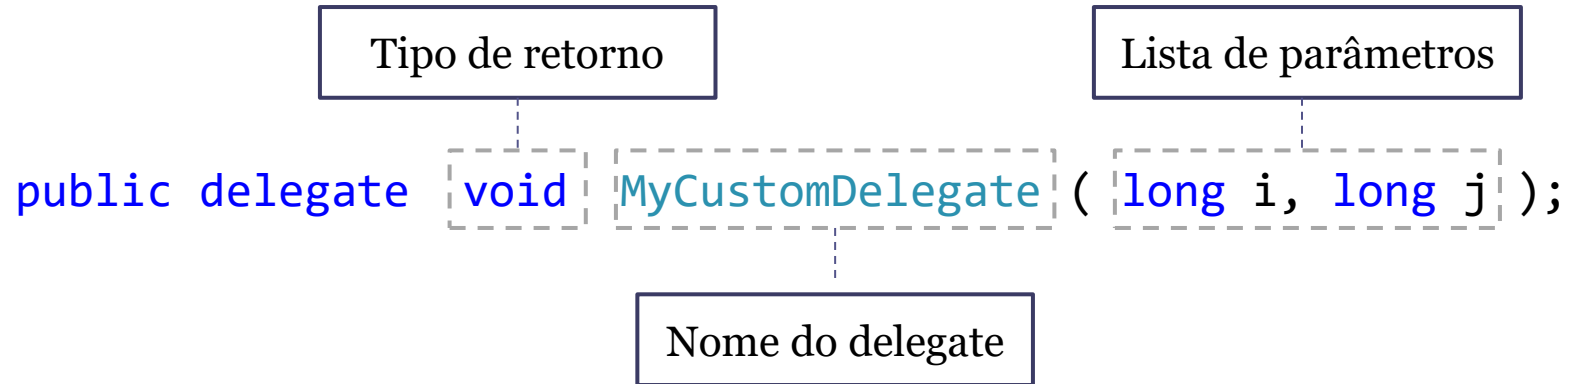 Tipo de retorno
Lista de parâmetros
public delegate void MyCustomDelegate ( long i, long j );
Nome do delegate